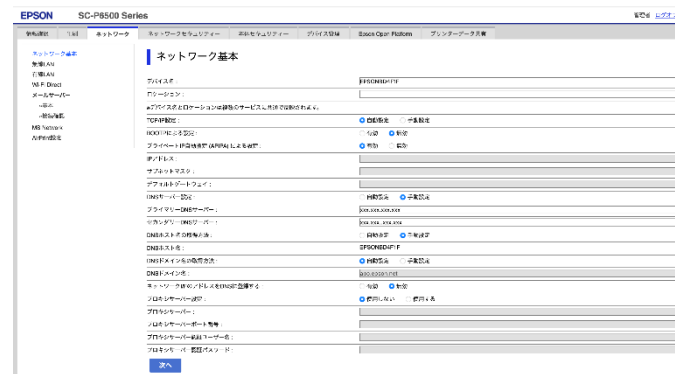 EPSON SC-P6500 Series
管理者 ログオ
情報確認 印刷 ネットワーク ネットワークセキュリティー 本体セキュリティー デバイス管理 Epson Open Platform プリンターデータ共有
ネットワーク基本
無線LAN
有線LAN
Wi-Fi Direct
メールサーバー
»基本
»接続確認
MS Network
AirPrint設定
ネットワーク基本
デバイス名 : EPSON8D4F1F
ロケーション :
※デバイス名とロケーションは複数のサービスに共通で反映されます。
TCP/IP設定 : 自動設定 手動設定
BOOTPによる設定 : 有効 無効
プライベートIP自動設定 (APIPA) による設定 : 有効 無効
IPアドレス :
サブネットマスク :
デフォルトゲートウェイ :
DNSサーバー設定 : 自動設定 手動設定
プライマリーDNSサーバー : xxx.xxx.xxx.xxx
セカンダリーDNSサーバー : xxx.xxx.xxx.xxx
DNSホスト名の取得方法 : 自動設定 手動設定
DNSホスト名 : EPSON8D4F1F
DNSドメイン名の取得方法 : 自動設定 手動設定
DNSドメイン名 :
ネットワークI/FのアドレスをDNSに登録する : 有効 無効
プロキシサーバー設定 : 使用しない 使用する
プロキシサーバー :
プロキシサーバーポート番号 :
プロキシサーバー認証ユーザー名 :
プロキシサーバー認証パスワード :
次へ